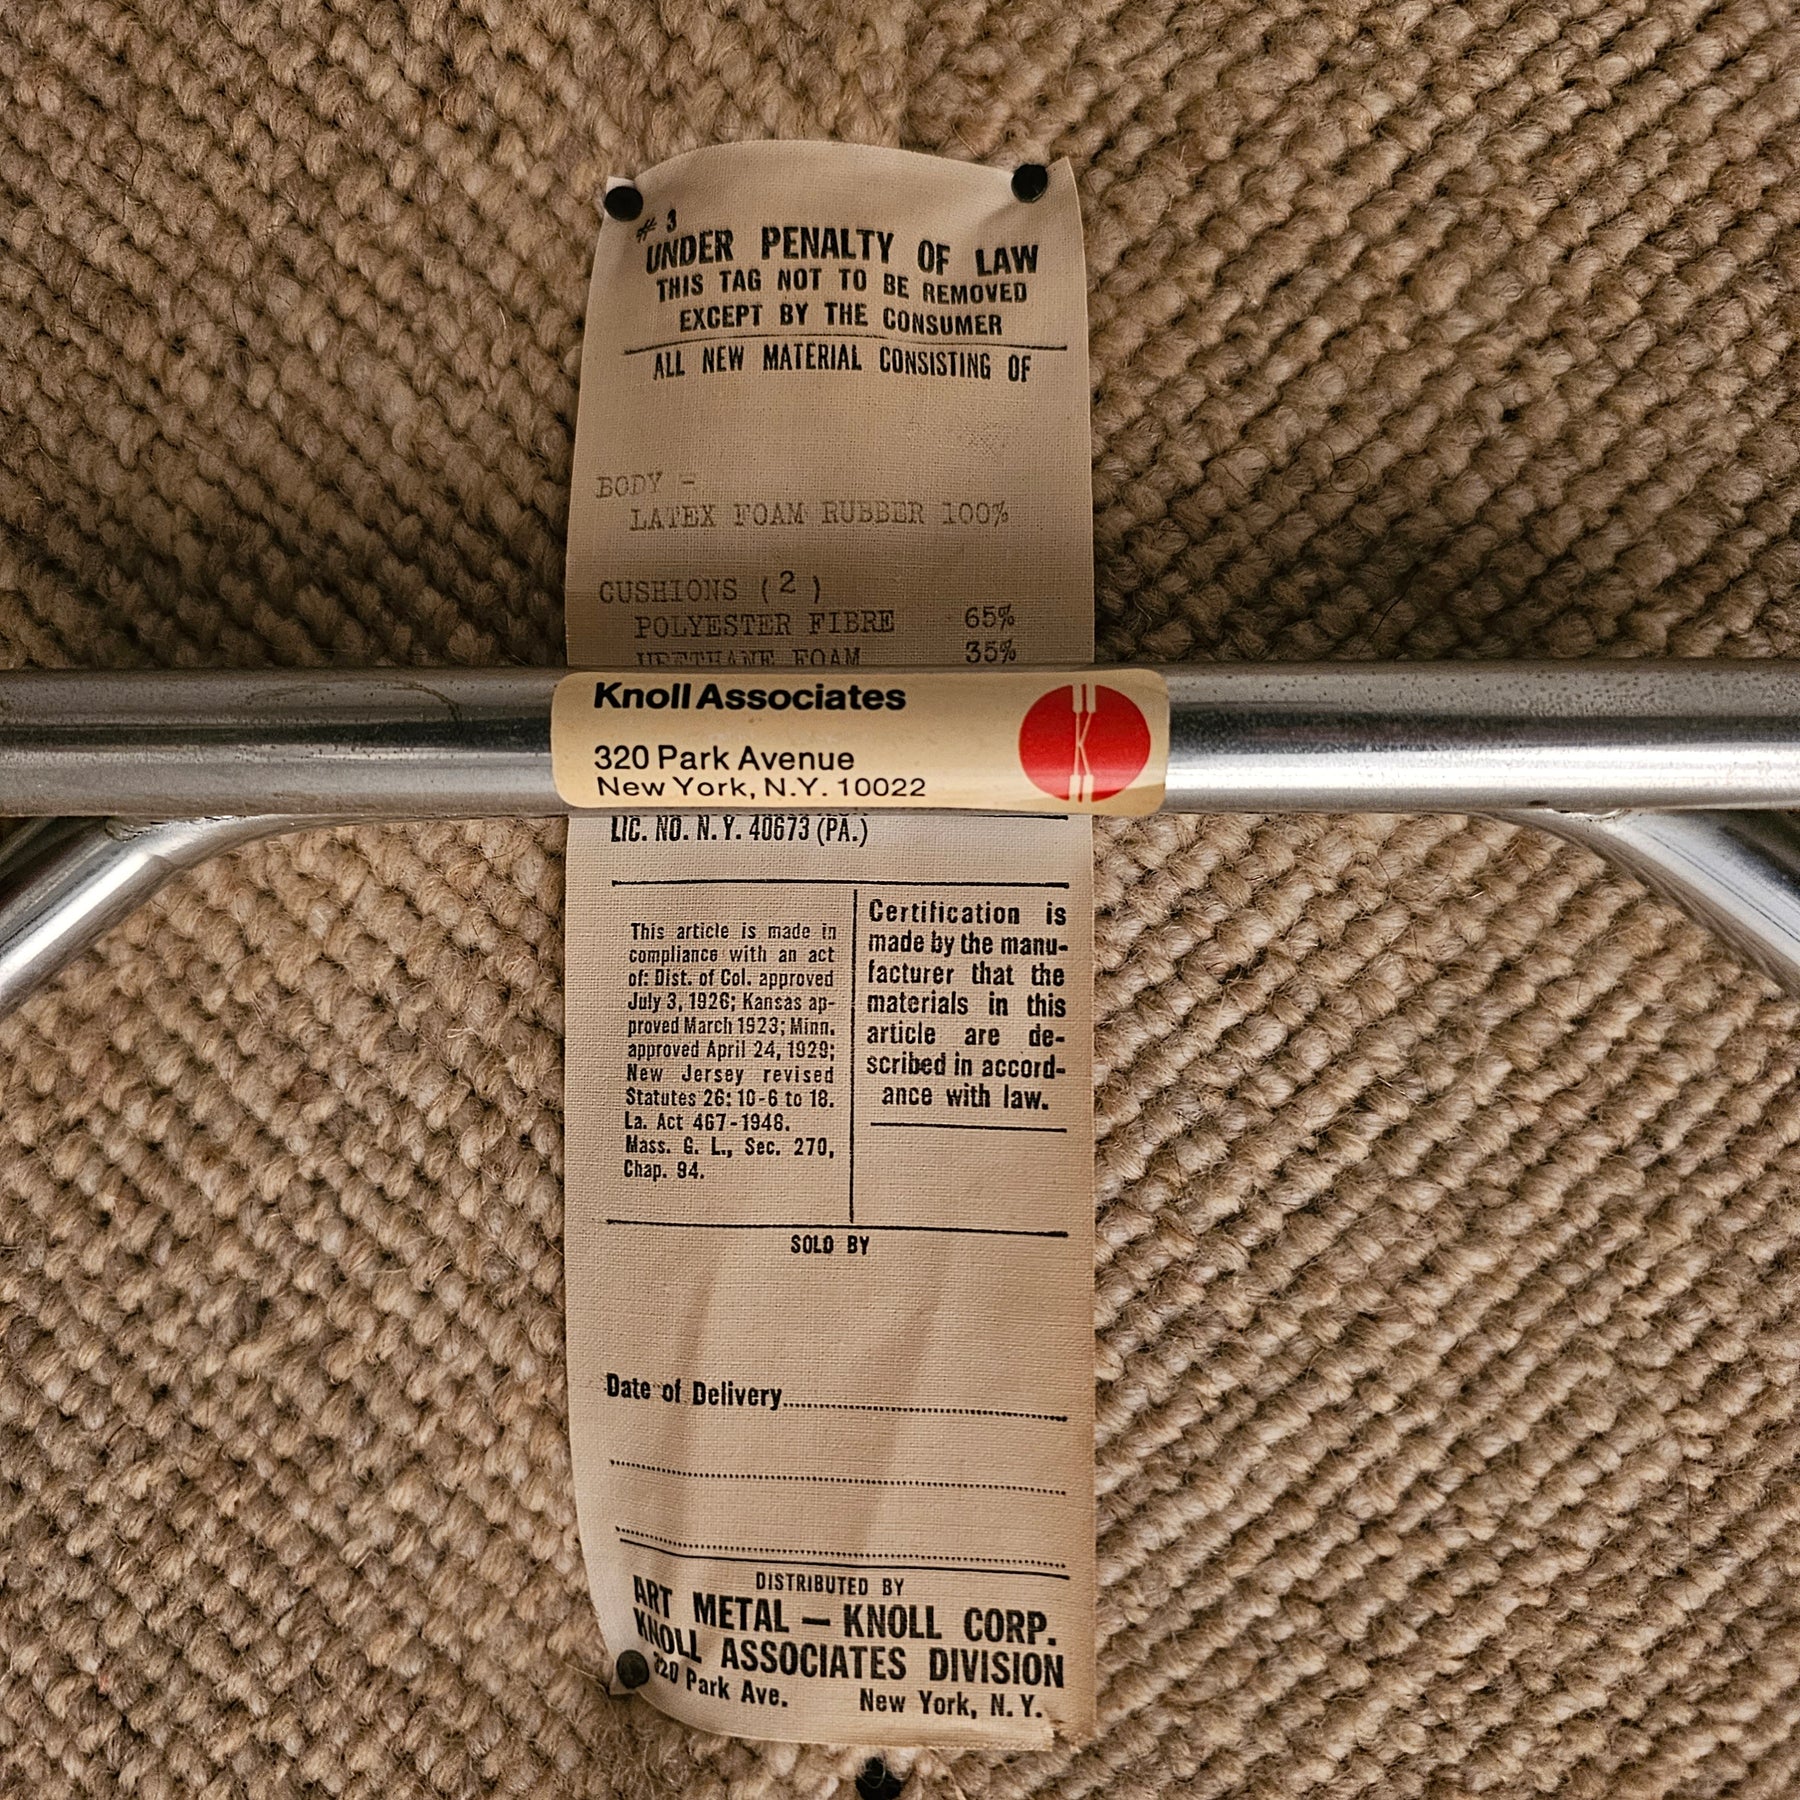 # 3
UNDER PENALTY OF LAW
THIS TAG NOT TO BE REMOVED
EXCEPT BY THE CONSUMER
ALL NEW MATERIAL CONSISTING OF
BODY -
LATEX FOAM RUBBER 100%
CUSHIONS (2)
POLYESTER FIBRE 65%
URETHANE FOAM 35%
Knoll Associates
320 Park Avenue
New York, N.Y. 10022
K
LIC. NO. N. Y. 40673 (PA.)
This article is made in
compliance with an act
of: Dist. of Col. approved
July 3, 1926; Kansas ap-
proved March 1923; Minn.
approved April 24, 1929;
New Jersey revised
Statutes 26: 10-6 to 18.
La. Act 467-1948.
Mass. G. L., Sec. 270,
Chap. 94.
Certification is
made by the manu-
facturer that the
materials in this
article are de-
scribed in accord-
ance with law.
SOLD BY
Date of Delivery
DISTRIBUTED BY
ART METAL — KNOLL CORP.
KNOLL ASSOCIATES DIVISION
320 Park Ave. New York, N. Y.